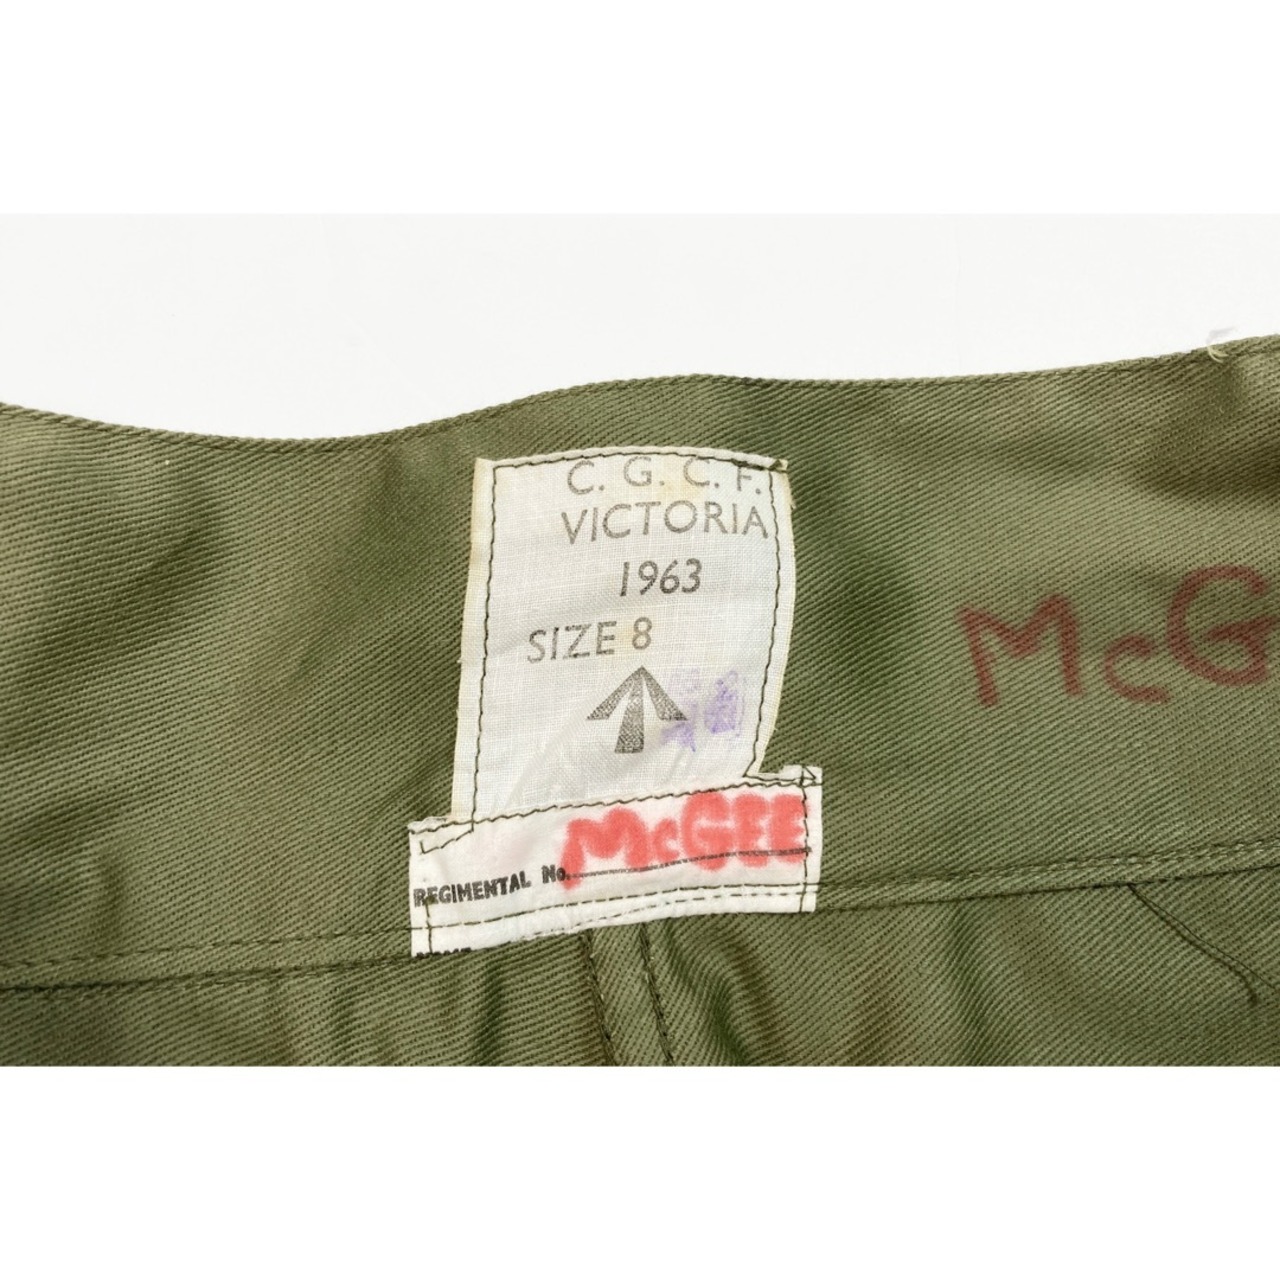 C. G. C. F.
VICTORIA
1963
SIZE 8
McGEE
REGIMENTAL No.
McG